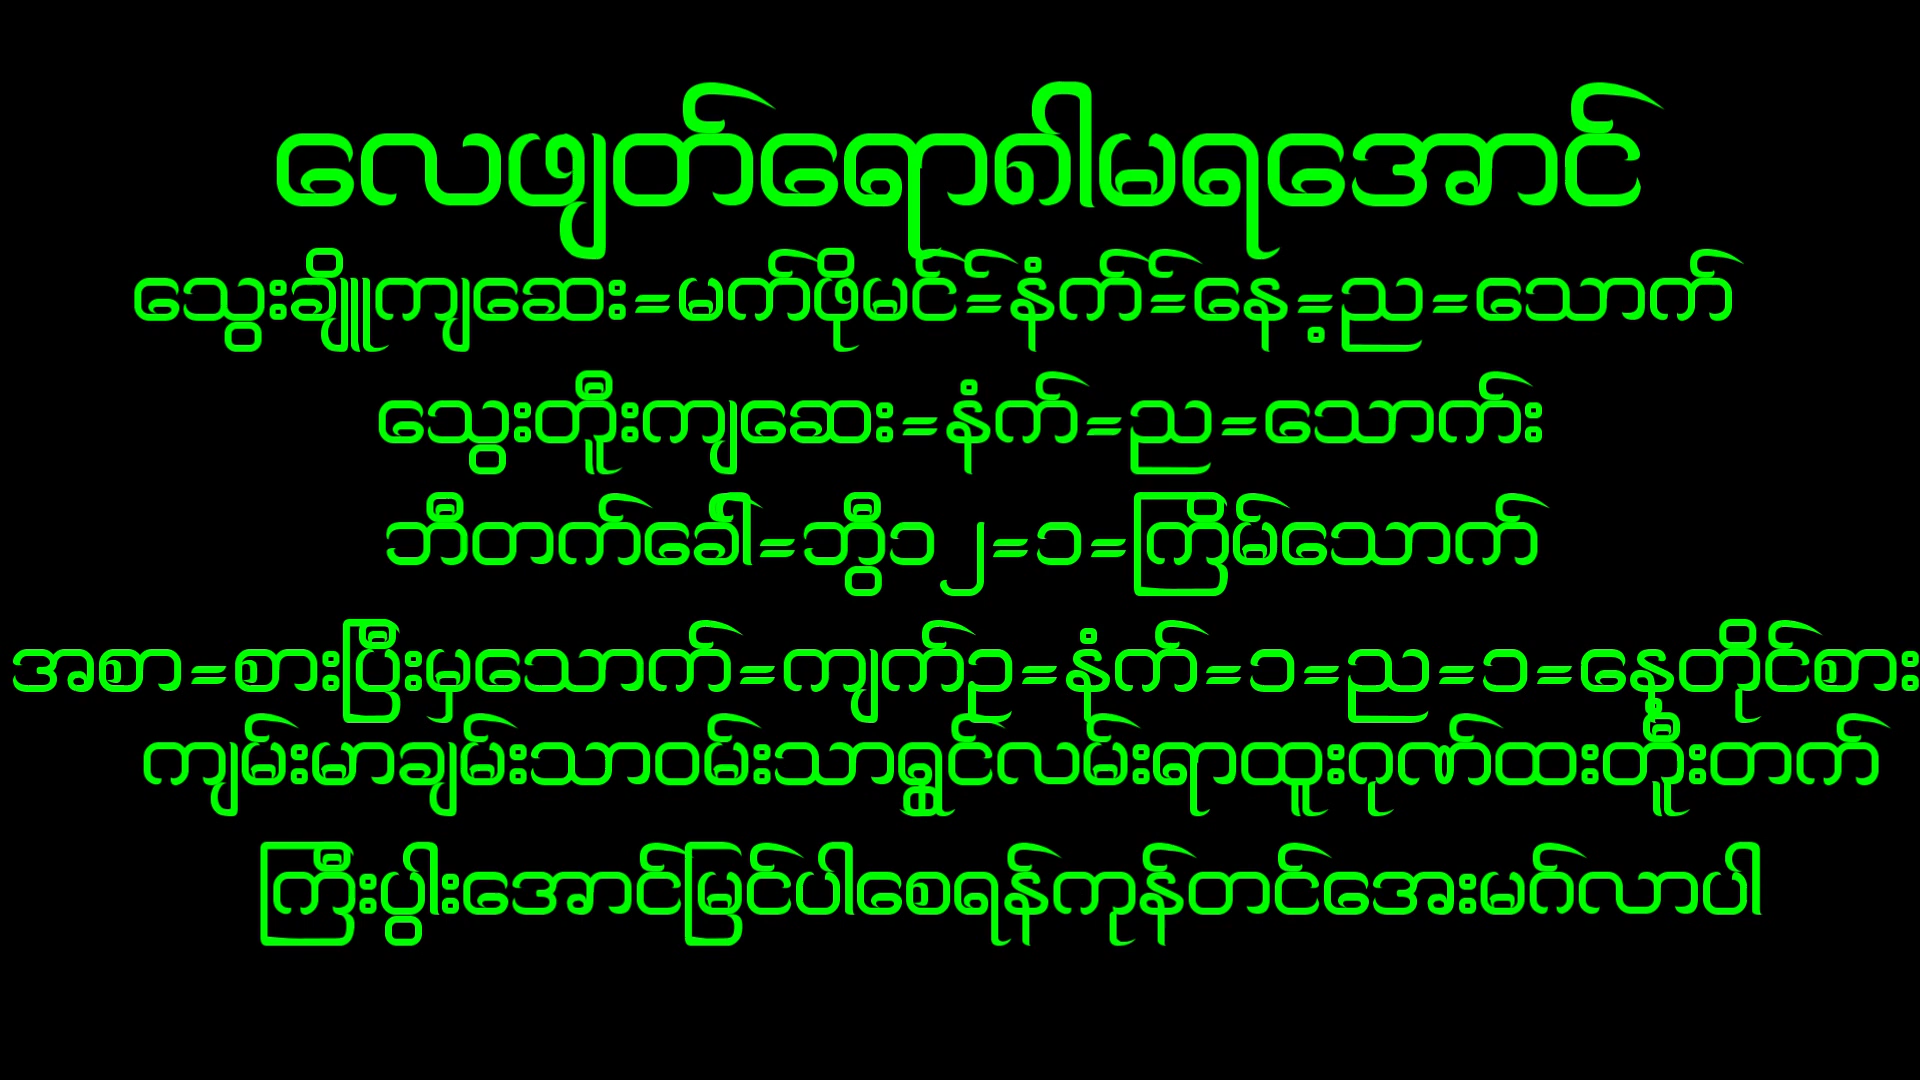 လေဖျတ်ရောဂါမရအောင်
သွေးချိူကျဆေး=မက်ဖိုမင်=်နံက်=်နေ=့ည=သောက်
သွေးတိူးကျဆေး=နံက်=ည=သောက်း
ဘီတက်ခေါ်=ဘွီ၁၂=၁=ကြိမ်သောက်
အစာ=စားပြီးမှသောက်=ကျက်ဥ=နံက်=၁=ည=၁=နေ့တိုင်စား
ကျမ်းမာချမ်းသာဝမ်းသာရွှင်လမ်းရာထူးဂုဏ်ထးတိူးတက်
ကြီးပွါးအောင်မြင်ပါစေရန်ကုန်တင်အေးမဂ်လာပါ